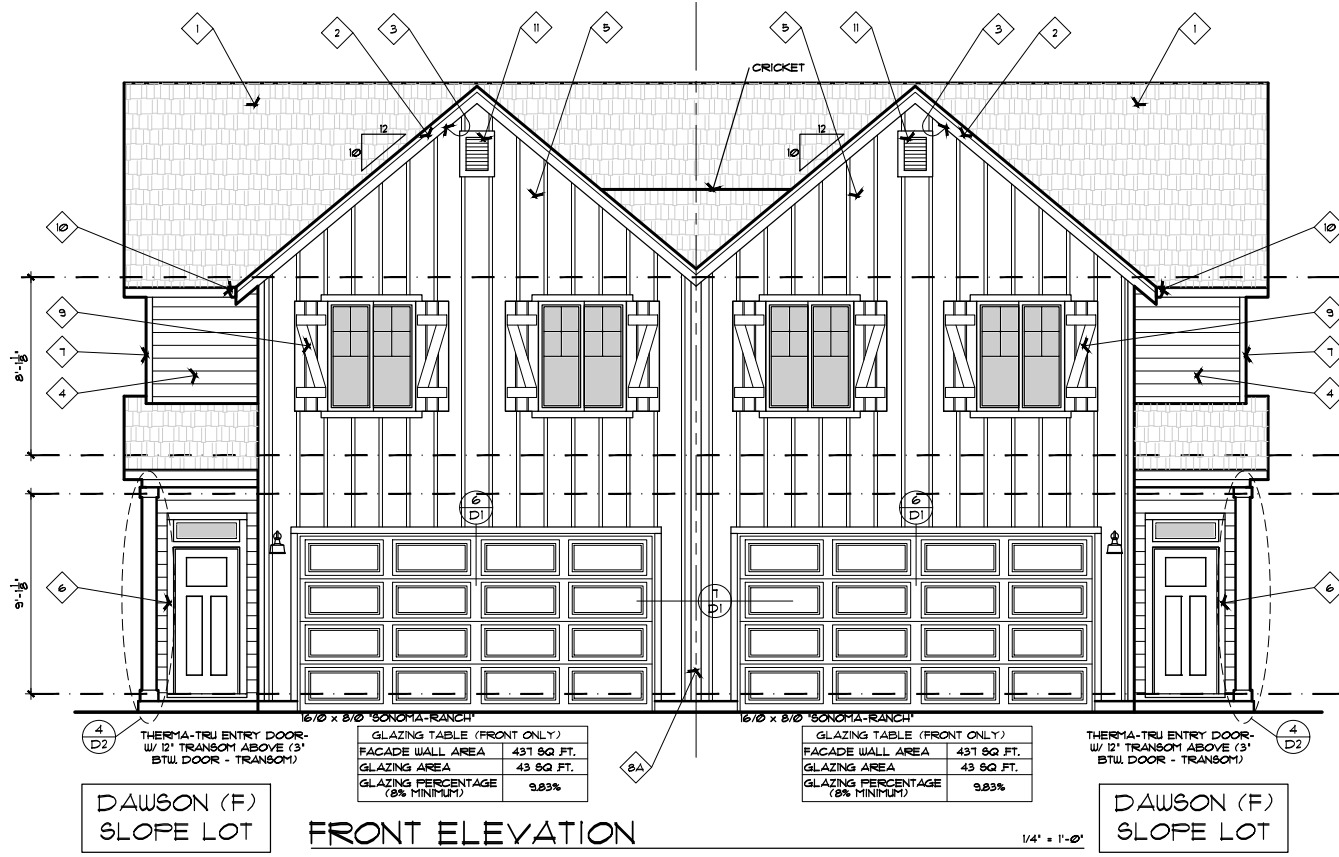 1
2
3
11
5
5
11
3
2
1
CRICKET
12
10
12
10
10
10
9
7
4
9
7
4
8'-1 1/8"
6
D1
6
D1
9'-1 1/8"
6
7
D1
6
16/0 x 8/0 "SONOMA-RANCH"
16/0 x 8/0 "SONOMA-RANCH"
4
D2
THERMA-TRU ENTRY DOOR-
W/ 12" TRANSOM ABOVE (3"
BTW. DOOR - TRANSOM)
GLAZING TABLE (FRONT ONLY)
FACADE WALL AREA 437 SQ. FT.
GLAZING AREA 43 SQ. FT.
GLAZING PERCENTAGE
(8% MINIMUM) 9.83%
8A
GLAZING TABLE (FRONT ONLY)
FACADE WALL AREA 437 SQ. FT.
GLAZING AREA 43 SQ. FT.
GLAZING PERCENTAGE
(8% MINIMUM) 9.83%
THERMA-TRU ENTRY DOOR-
W/ 12" TRANSOM ABOVE (3"
BTW. DOOR - TRANSOM)
4
D2
DAWSON (F)
SLOPE LOT
FRONT ELEVATION
1/4" = 1'-0"
DAWSON (F)
SLOPE LOT